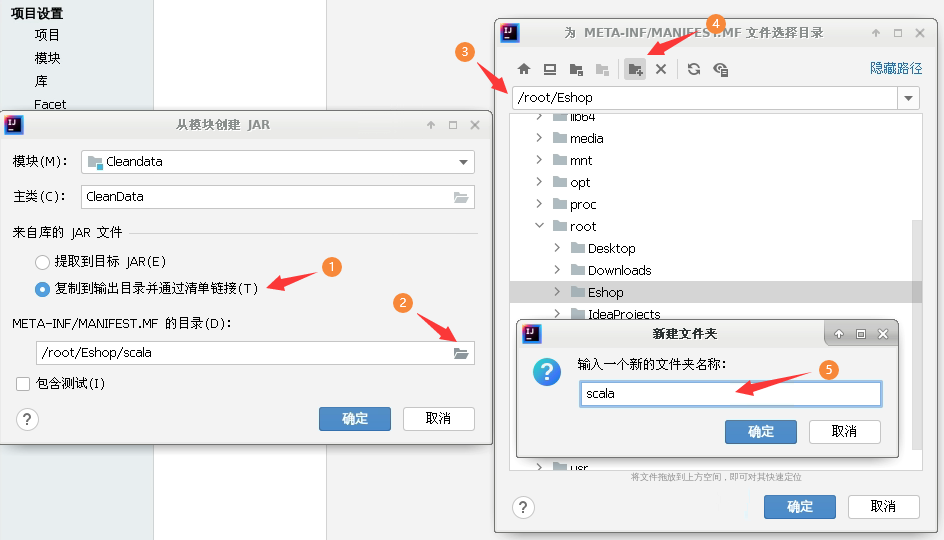 项目设置
项目
模块
库
Facet
从模块创建 JAR
模块(M):
Cleandata
主类(C):
CleanData
来自库的 JAR 文件
提取到目标 JAR(E)
复制到输出目录并通过清单链接(T)
1
2
META-INF/MANIFEST.MF 的目录(D):
/root/Eshop/scala
包含测试(I)
?
确定
取消
为 META-INF/MANIFEST.MF 文件选择目录
4
3
隐藏路径
/root/Eshop
lib64
media
mnt
opt
proc
root
Desktop
Downloads
Eshop
IdeaProjects
新建文件夹
?
输入一个新的文件夹名称:
5
scala
确定
取消
usr
将文件拖放到上方空间，即可对其快速定位
?
确定
取消